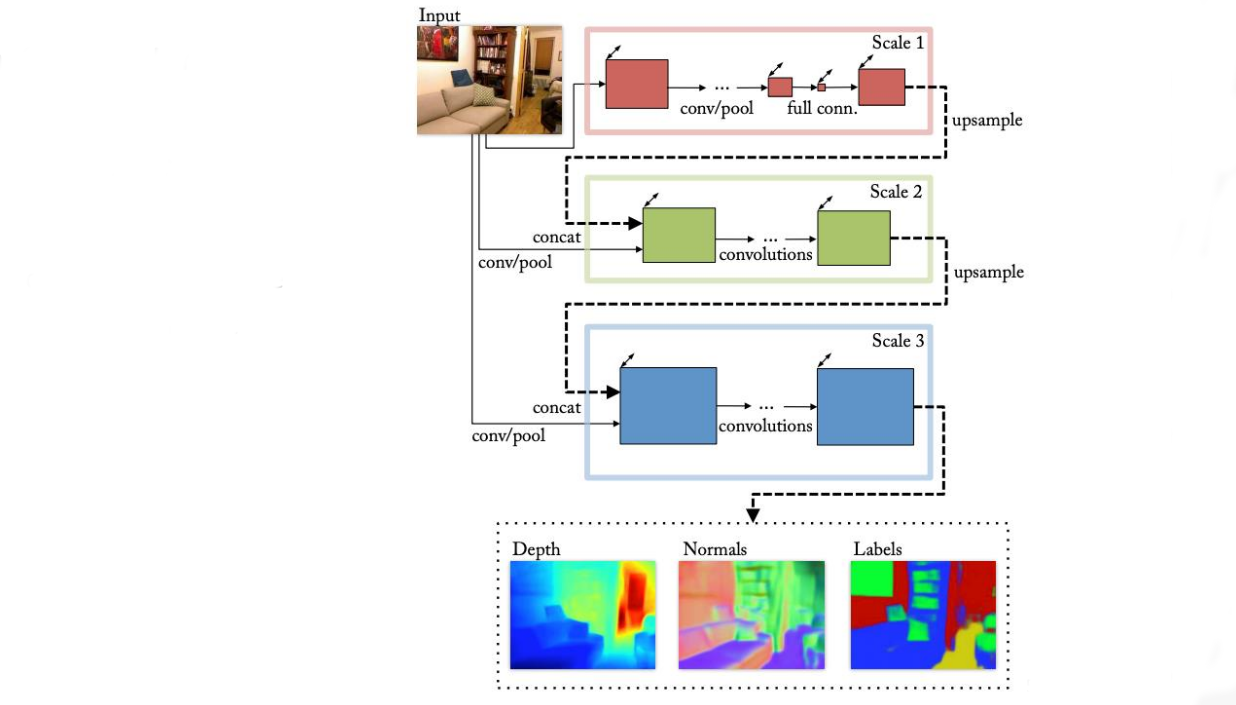 Input
Scale 1
...
conv/pool
full conn.
upsample
Scale 2
concat
...
convolutions
conv/pool
upsample
Scale 3
concat
...
convolutions
conv/pool
Depth
Normals
Labels